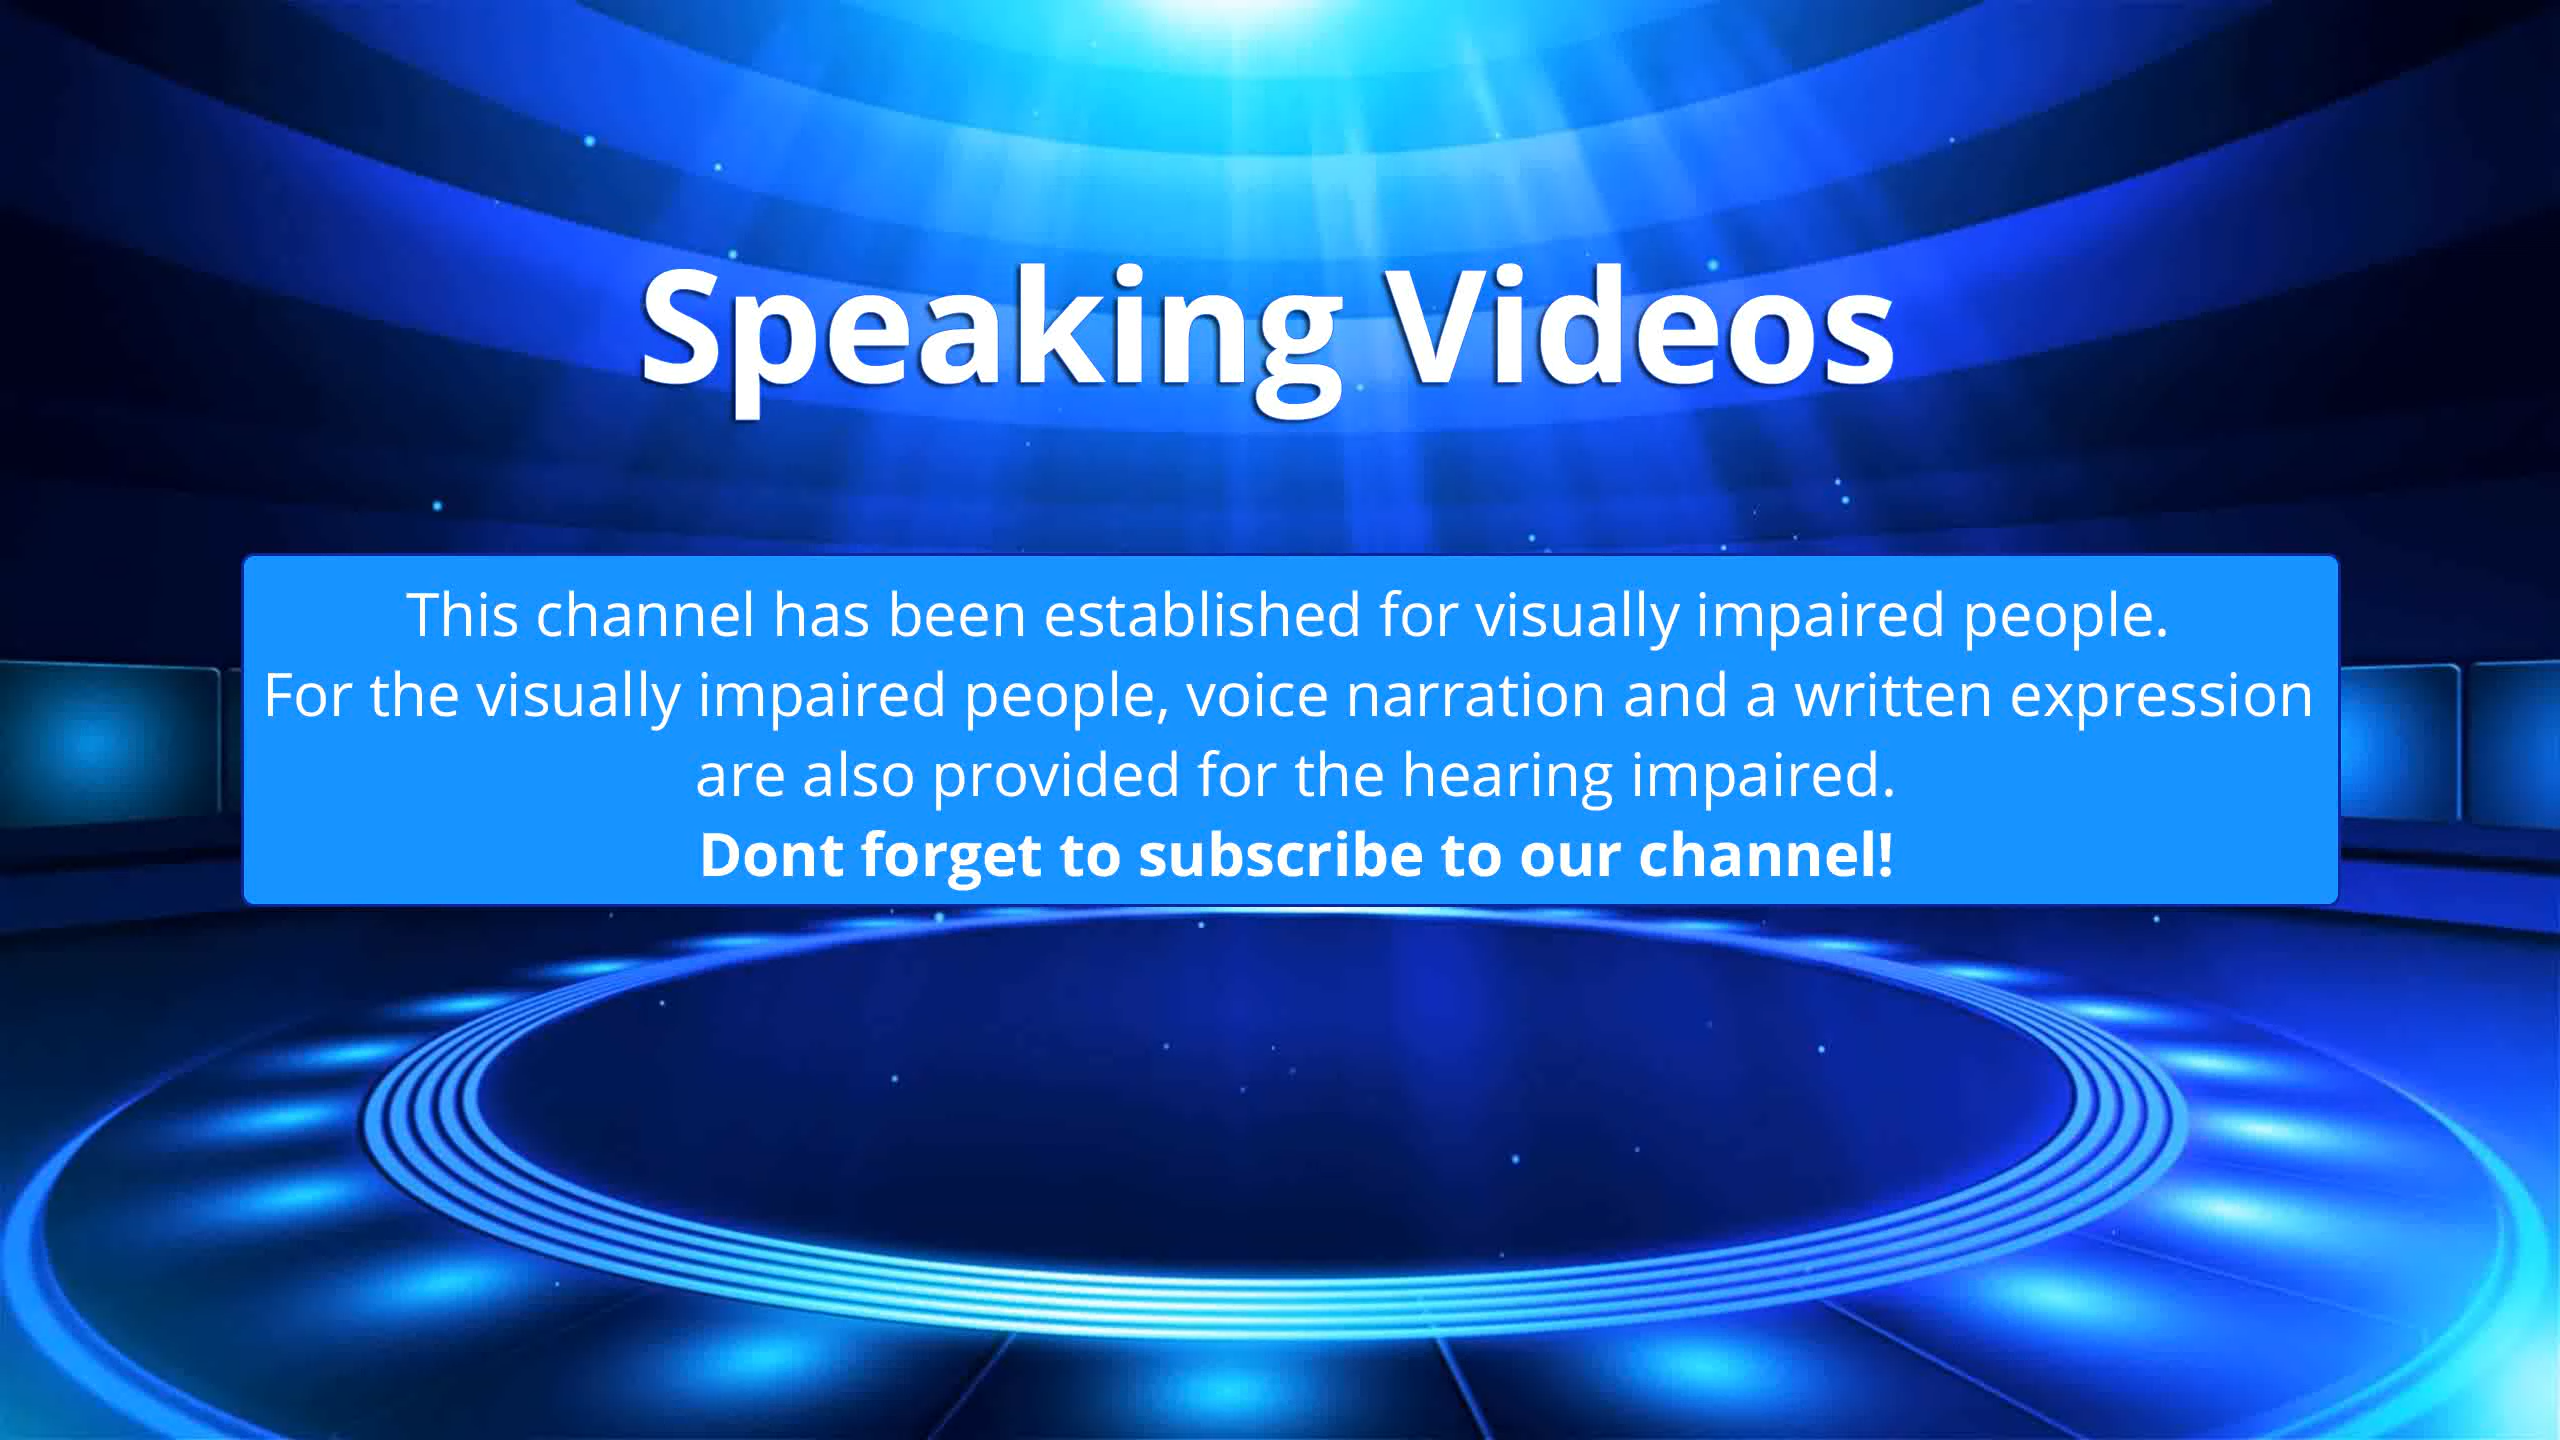 Speaking Videos
This channel has been established for visually impaired people.
For the visually impaired people, voice narration and a written expression
are also provided for the hearing impaired.
Dont forget to subscribe to our channel!